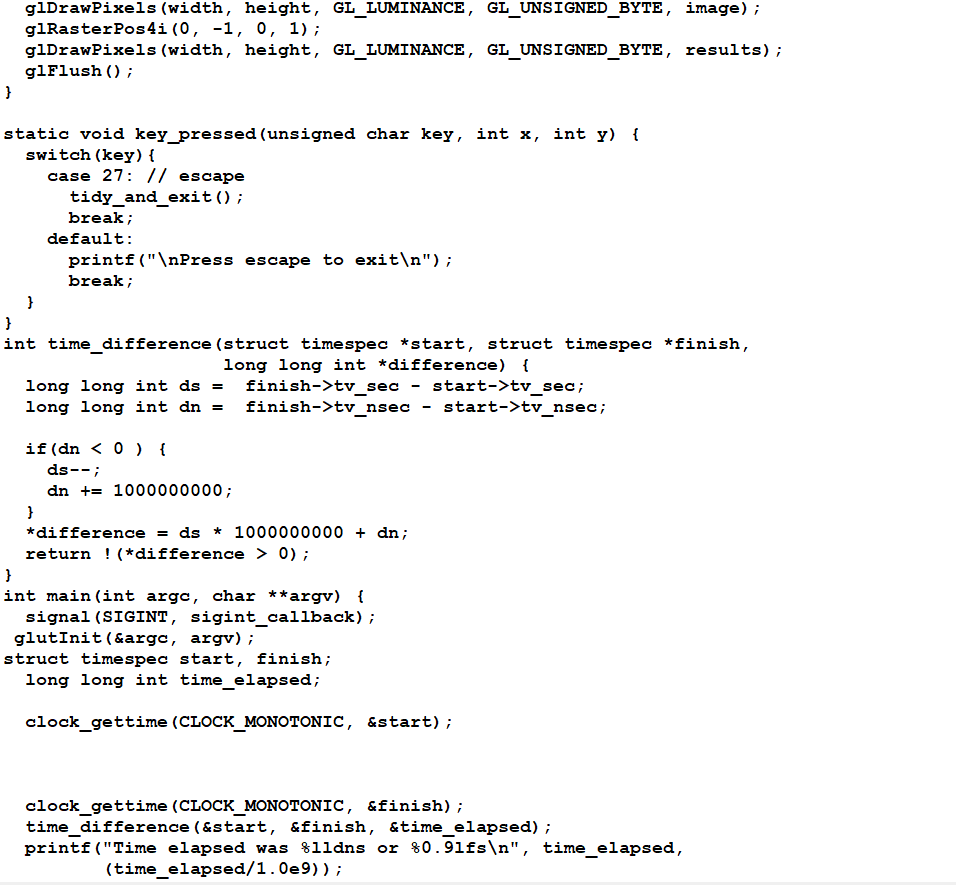 glDrawPixels(width, height, GL_LUMINANCE, GL_UNSIGNED_BYTE, image);
  glRasterPos4i(0, -1, 0, 1);
  glDrawPixels(width, height, GL_LUMINANCE, GL_UNSIGNED_BYTE, results);
  glFlush();
}

static void key_pressed(unsigned char key, int x, int y) {
  switch(key){
    case 27: // escape
      tidy_and_exit();
      break;
    default:
      printf("\nPress escape to exit\n");
      break;
  }
}
int time_difference(struct timespec *start, struct timespec *finish,
                    long long int *difference) {
  long long int ds =  finish->tv_sec - start->tv_sec;
  long long int dn =  finish->tv_nsec - start->tv_nsec;

  if(dn < 0 ) {
    ds--;
    dn += 1000000000;
  }
  *difference = ds * 1000000000 + dn;
  return !(*difference > 0);
}
int main(int argc, char **argv) {
  signal(SIGINT, sigint_callback);
 glutInit(&argc, argv);
struct timespec start, finish;
  long long int time_elapsed;

  clock_gettime(CLOCK_MONOTONIC, &start);

  clock_gettime(CLOCK_MONOTONIC, &finish);
  time_difference(&start, &finish, &time_elapsed);
  printf("Time elapsed was %lldns or %0.9lfs\n", time_elapsed,
         (time_elapsed/1.0e9));